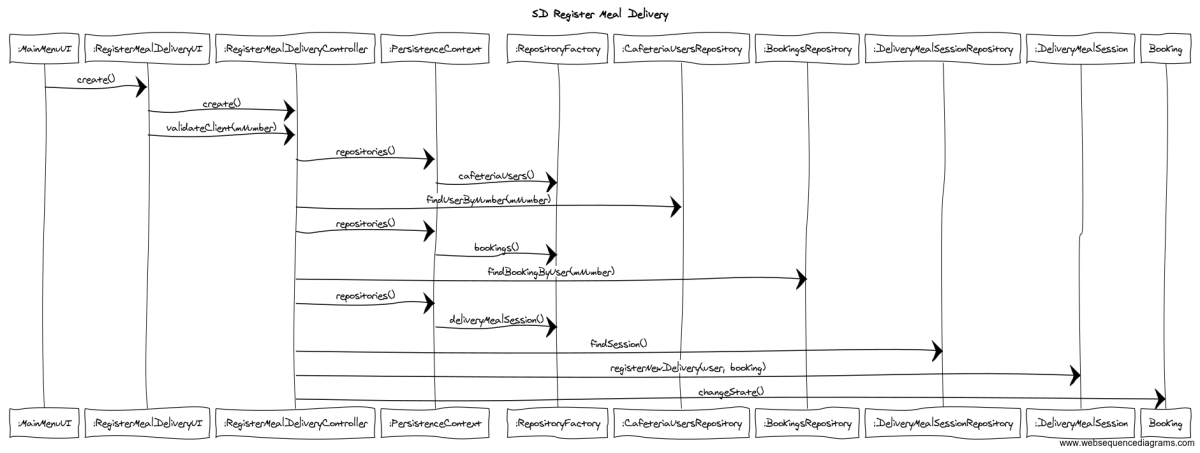 SD Register Meal Delivery
:MainMenuUI :RegisterMealDeliveryUI :RegisterMealDeliveryController :PersistenceContext :RepositoryFactory :CafeteriaUsersRepository :BookingsRepository :DeliveryMealSessionRepository :DeliveryMealSession Booking
create()
create()
validateClient(mNumber)
repositories()
cafeteriaUsers()
findUserByNumber(mNumber)
repositories()
bookings()
findBookingByUser(mNumber)
repositories()
deliveryMealSession()
findSession()
registerNewDelivery(user, booking)
changeState()
:MainMenuUI :RegisterMealDeliveryUI :RegisterMealDeliveryController :PersistenceContext :RepositoryFactory :CafeteriaUsersRepository :BookingsRepository :DeliveryMealSessionRepository :DeliveryMealSession Booking
www.websequencediagrams.com